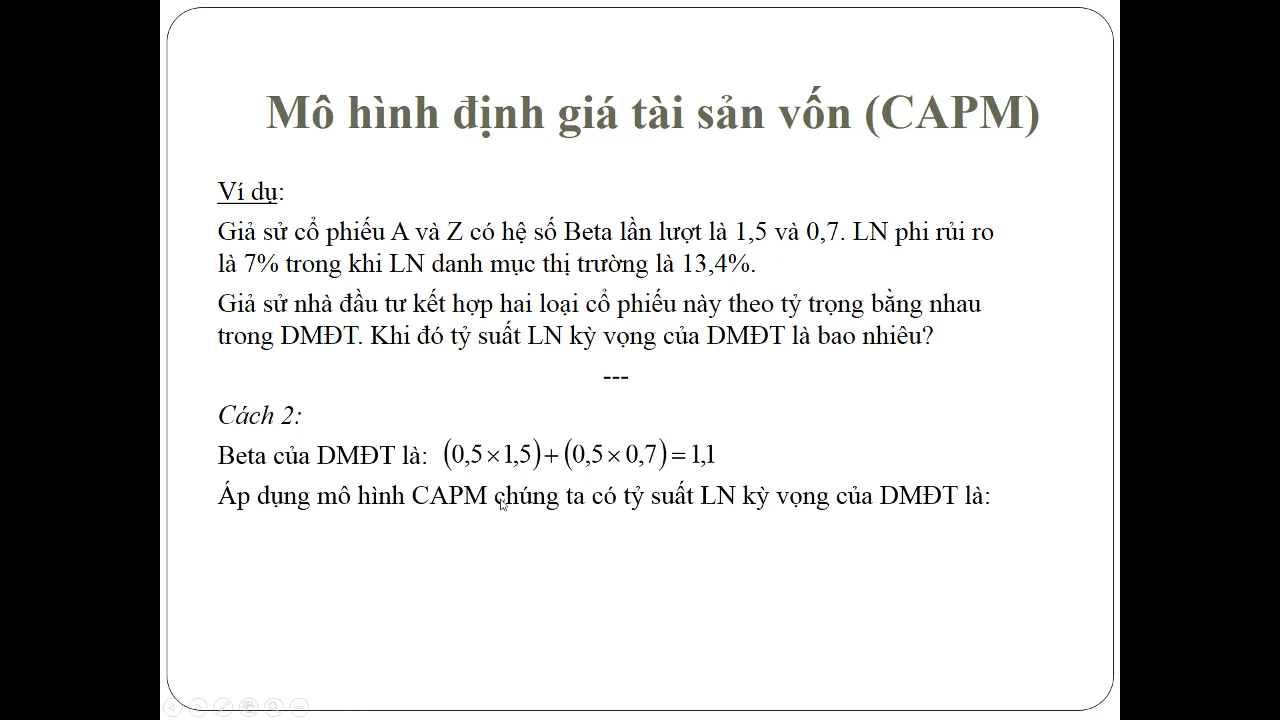 Mô hình định giá tài sản vốn (CAPM)
Ví dụ:
Giả sử cổ phiếu A và Z có hệ số Beta lần lượt là 1,5 và 0,7. LN phi rủi ro
là 7% trong khi LN danh mục thị trường là 13,4%.
Giả sử nhà đầu tư kết hợp hai loại cổ phiếu này theo tỷ trọng bằng nhau
trong DMĐT. Khi đó tỷ suất LN kỳ vọng của DMĐT là bao nhiêu?
---
Cách 2:
Beta của DMĐT là: (0,5×1,5)+(0,5×0,7)=1,1
Áp dụng mô hình CAPM chúng ta có tỷ suất LN kỳ vọng của DMĐT là: